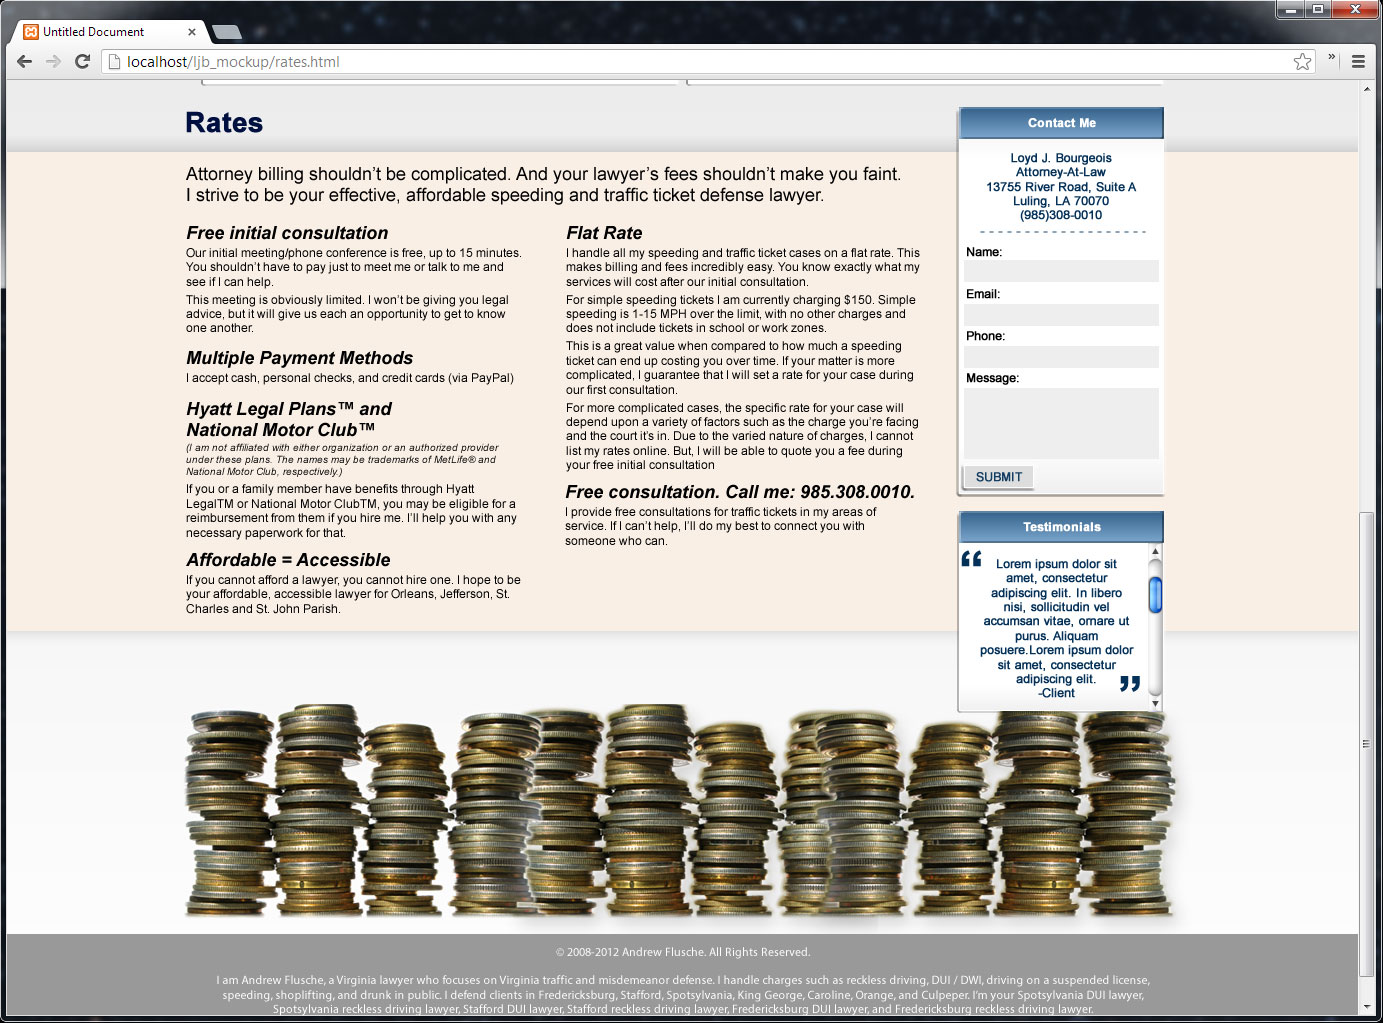 Untitled Document
localhost/ljb_mockup/rates.html
Rates
Attorney billing shouldn't be complicated. And your lawyer's fees shouldn't make you faint.
I strive to be your effective, affordable speeding and traffic ticket defense lawyer.
Free initial consultation
Our initial meeting/phone conference is free, up to 15 minutes.
You shouldn't have to pay just to meet me or talk to me and
see if I can help.
This meeting is obviously limited. I won't be giving you legal
advice, but it will give us each an opportunity to get to know
one another.
Multiple Payment Methods
I accept cash, personal checks, and credit cards (via PayPal)
Hyatt Legal Plans™ and
National Motor Club™
(I am not affiliated with either organization or an authorized provider
under these plans. The names may be trademarks of MetLife® and
National Motor Club, respectively.)
If you or a family member have benefits through Hyatt
LegalTM or National Motor ClubTM, you may be eligible for a
reimbursement from them if you hire me. I'll help you with any
necessary paperwork for that.
Affordable = Accessible
If you cannot afford a lawyer, you cannot hire one. I hope to be
your affordable, accessible lawyer for Orleans, Jefferson, St.
Charles and St. John Parish.
Flat Rate
I handle all my speeding and traffic ticket cases on a flat rate. This
makes billing and fees incredibly easy. You know exactly what my
services will cost after our initial consultation.
For simple speeding tickets I am currently charging $150. Simple
speeding is 1-15 MPH over the limit, with no other charges and
does not include tickets in school or work zones.
This is a great value when compared to how much a speeding
ticket can end up costing you over time. If your matter is more
complicated, I guarantee that I will set a rate for your case during
our first consultation.
For more complicated cases, the specific rate for your case will
depend upon a variety of factors such as the charge you're facing
and the court it's in. Due to the varied nature of charges, I cannot
list my rates online. But, I will be able to quote you a fee during
your free initial consultation
Free consultation. Call me: 985.308.0010.
I provide free consultations for traffic tickets in my areas of
service. If I can't help, I'll do my best to connect you with
someone who can.
Contact Me
Loyd J. Bourgeois
Attorney-At-Law
13755 River Road, Suite A
Luling, LA 70070
(985)308-0010
Name:
Email:
Phone:
Message:
SUBMIT
Testimonials
“ Lorem ipsum dolor sit
amet, consectetur
adipiscing elit. In libero
nisi, sollicitudin vel
accumsan vitae, ornare ut
purus. Aliquam
posuere.Lorem ipsum dolor
sit amet, consectetur
adipiscing elit.
-Client ”
© 2008-2012 Andrew Flusche. All Rights Reserved.
I am Andrew Flusche, a Virginia lawyer who focuses on Virginia traffic and misdemeanor defense. I handle charges such as reckless driving, DUI / DWI, driving on a suspended license,
speeding, shoplifting, and drunk in public. I defend clients in Fredericksburg, Stafford, Spotsylvania, King George, Caroline, Orange, and Culpeper. I'm your Spotsylvania DUI lawyer,
Spotsylvania reckless driving lawyer, Stafford DUI lawyer, Stafford reckless driving lawyer, Fredericksburg DUI lawyer, and Fredericksburg reckless driving lawyer.